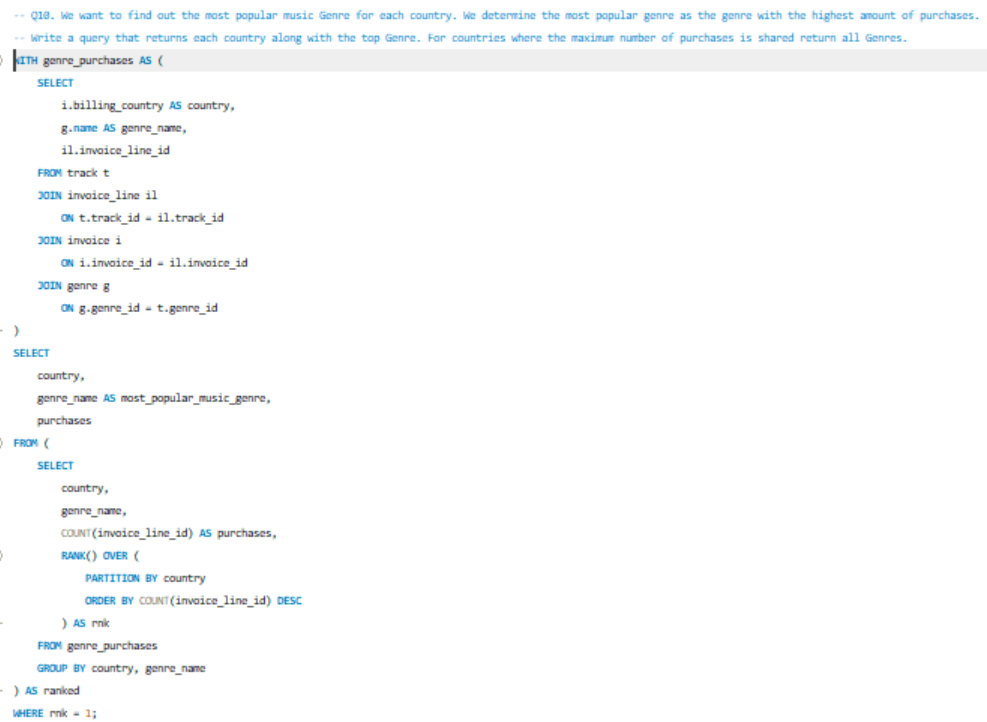 -- Q10. We want to find out the most popular music Genre for each country. We determine the most popular genre as the genre with the highest amount of purchases.
-- Write a query that returns each country along with the top Genre. For countries where the maximum number of purchases is shared return all Genres.
WITH genre_purchases AS (
SELECT
i.billing_country AS country,
g.name AS genre_name,
il.invoice_line_id
FROM track t
JOIN invoice_line il
ON t.track_id = il.track_id
JOIN invoice i
ON i.invoice_id = il.invoice_id
JOIN genre g
ON g.genre_id = t.genre_id
)
SELECT
country,
genre_name AS most_popular_music_genre,
purchases
FROM (
SELECT
country,
genre_name,
COUNT(invoice_line_id) AS purchases,
RANK() OVER (
PARTITION BY country
ORDER BY COUNT(invoice_line_id) DESC
) AS rnk
FROM genre_purchases
GROUP BY country, genre_name
) AS ranked
WHERE rnk = 1;